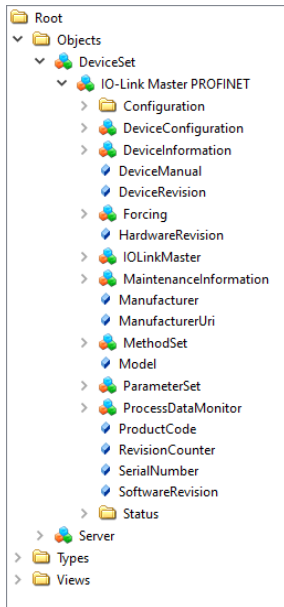 Root
Objects
DeviceSet
IO-Link Master PROFINET
Configuration
DeviceConfiguration
DeviceInformation
DeviceManual
DeviceRevision
Forcing
HardwareRevision
IOLinkMaster
MaintenanceInformation
Manufacturer
ManufacturerUri
MethodSet
Model
ParameterSet
ProcessDataMonitor
ProductCode
RevisionCounter
SerialNumber
SoftwareRevision
Status
Server
Types
Views